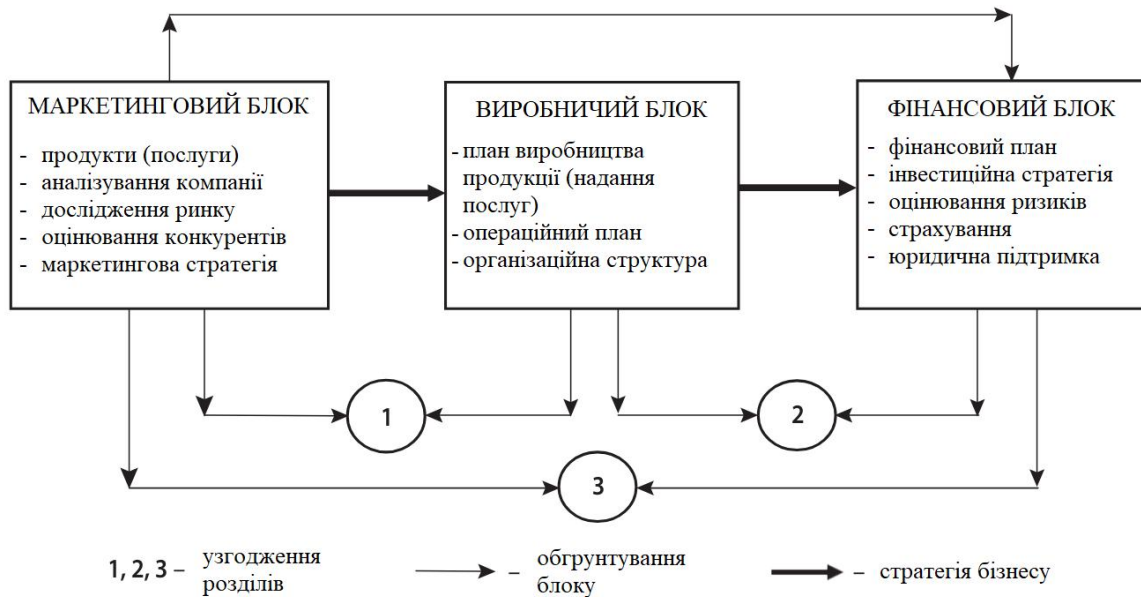 МАРКЕТИНГОВИЙ БЛОК
- продукти (послуги)
- аналізування компанії
- дослідження ринку
- оцінювання конкурентів
- маркетингова стратегія
ВИРОБНИЧИЙ БЛОК
- план виробництва
продукції (надання
послуг)
- операційний план
- організаційна структура
ФІНАНСОВИЙ БЛОК
- фінансовий план
- інвестиційна стратегія
- оцінювання ризиків
- страхування
- юридична підтримка
1
2
3
1, 2, 3 – узгодження
розділів
– обгрунтування
блоку
– стратегія бізнесу